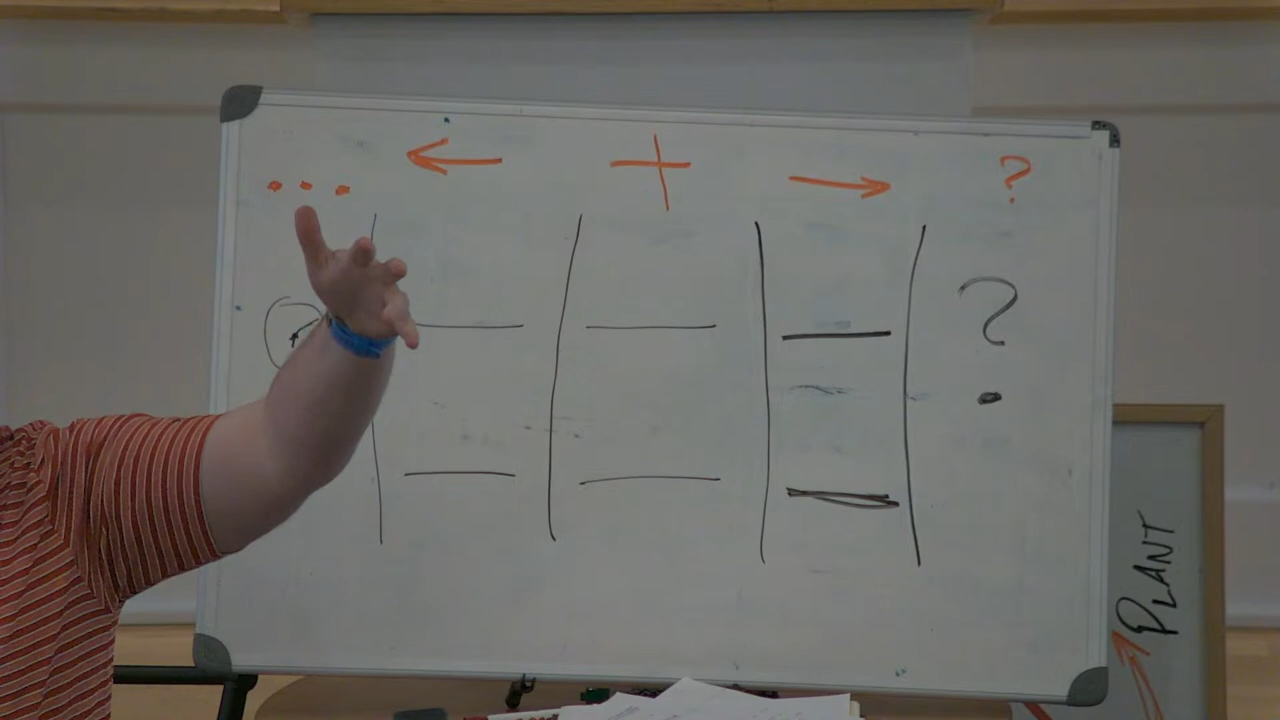 ... ← + → ?
?
PLANT